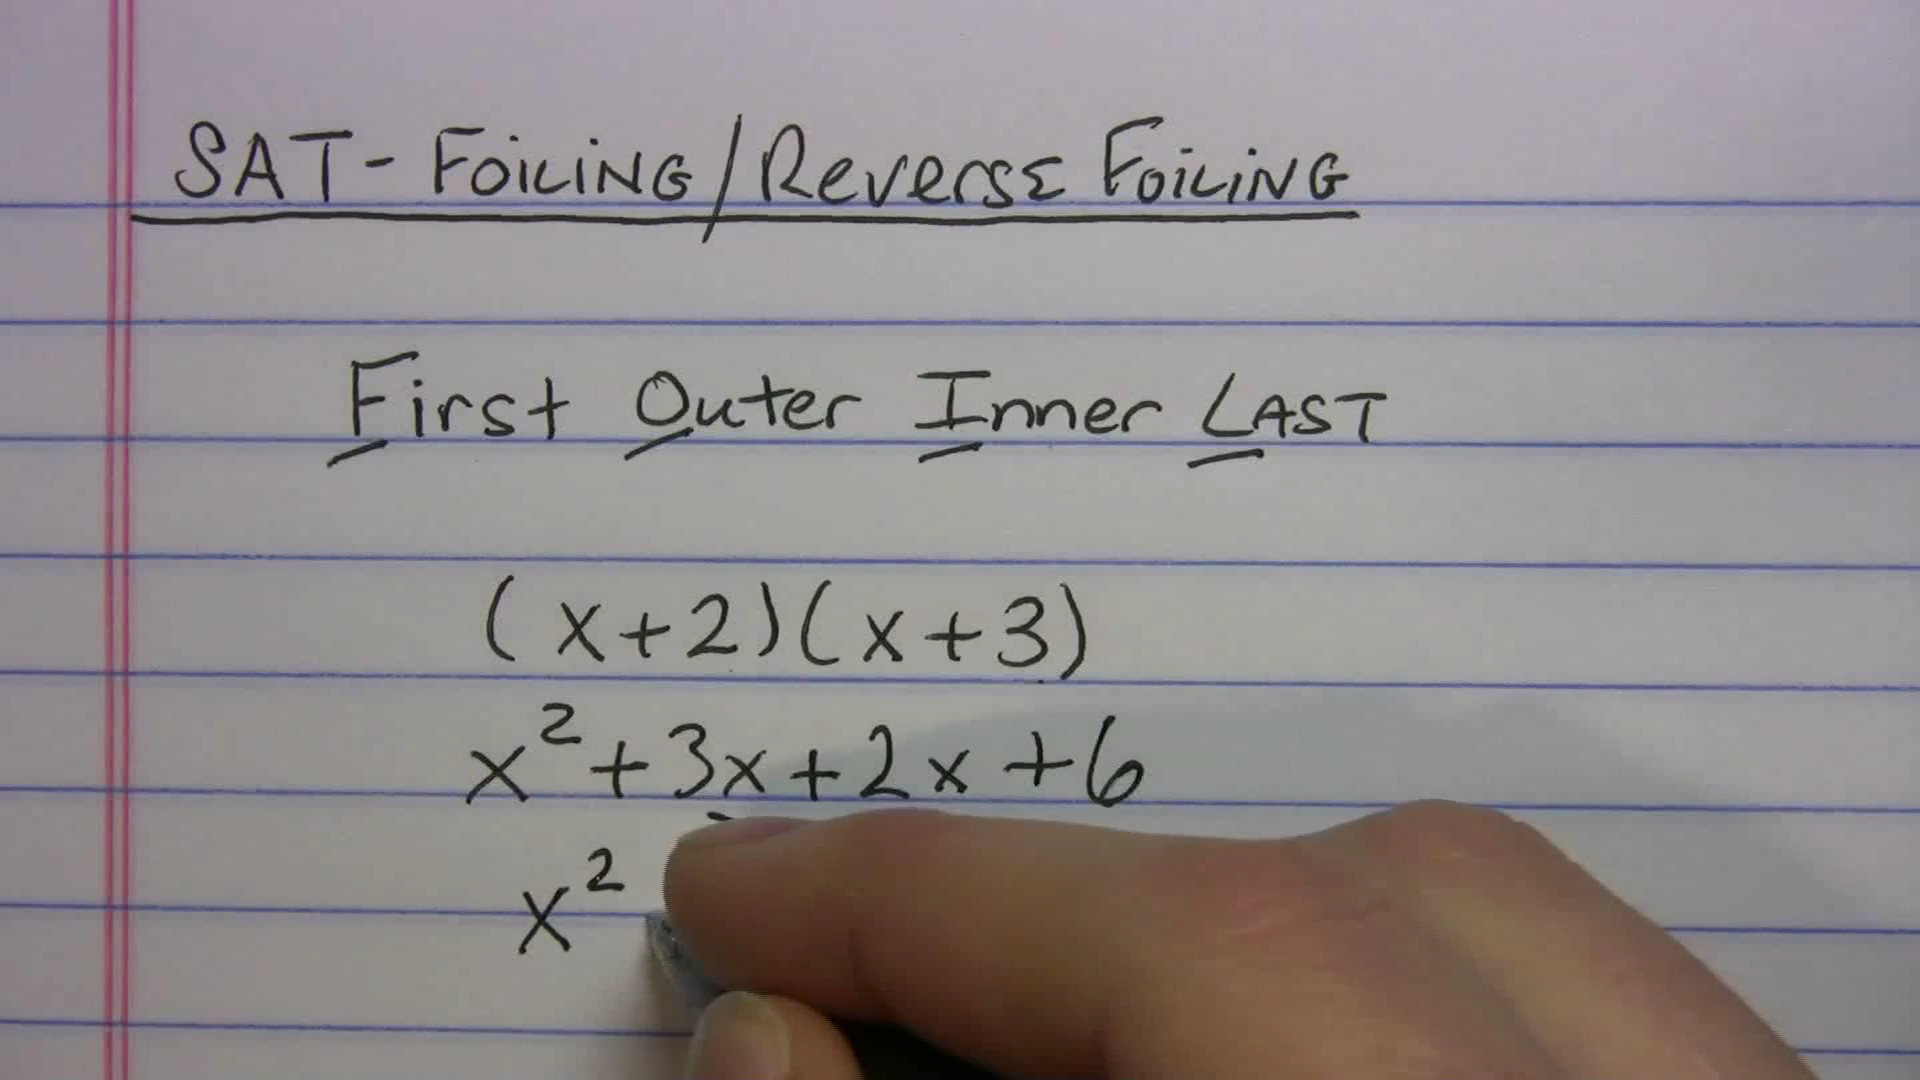 SAT - FOILING / Reverse FOILING
First Outer Inner LAST
(x+2)(x+3)
x²+3x+2x+6
x²